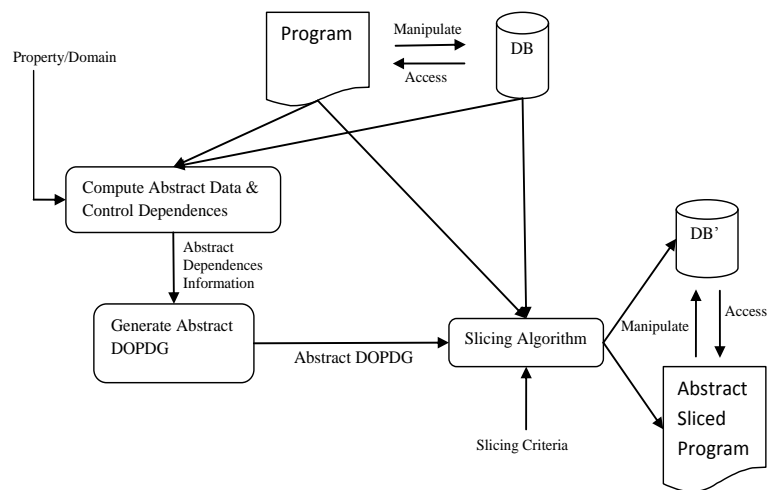 Program
Manipulate
Access
DB
Property/Domain
Compute Abstract Data &
Control Dependences
Abstract
Dependences
Information
Generate Abstract
DOPDG
Abstract DOPDG
Slicing Algorithm
Slicing Criteria
DB’
Manipulate
Access
Abstract
Sliced
Program